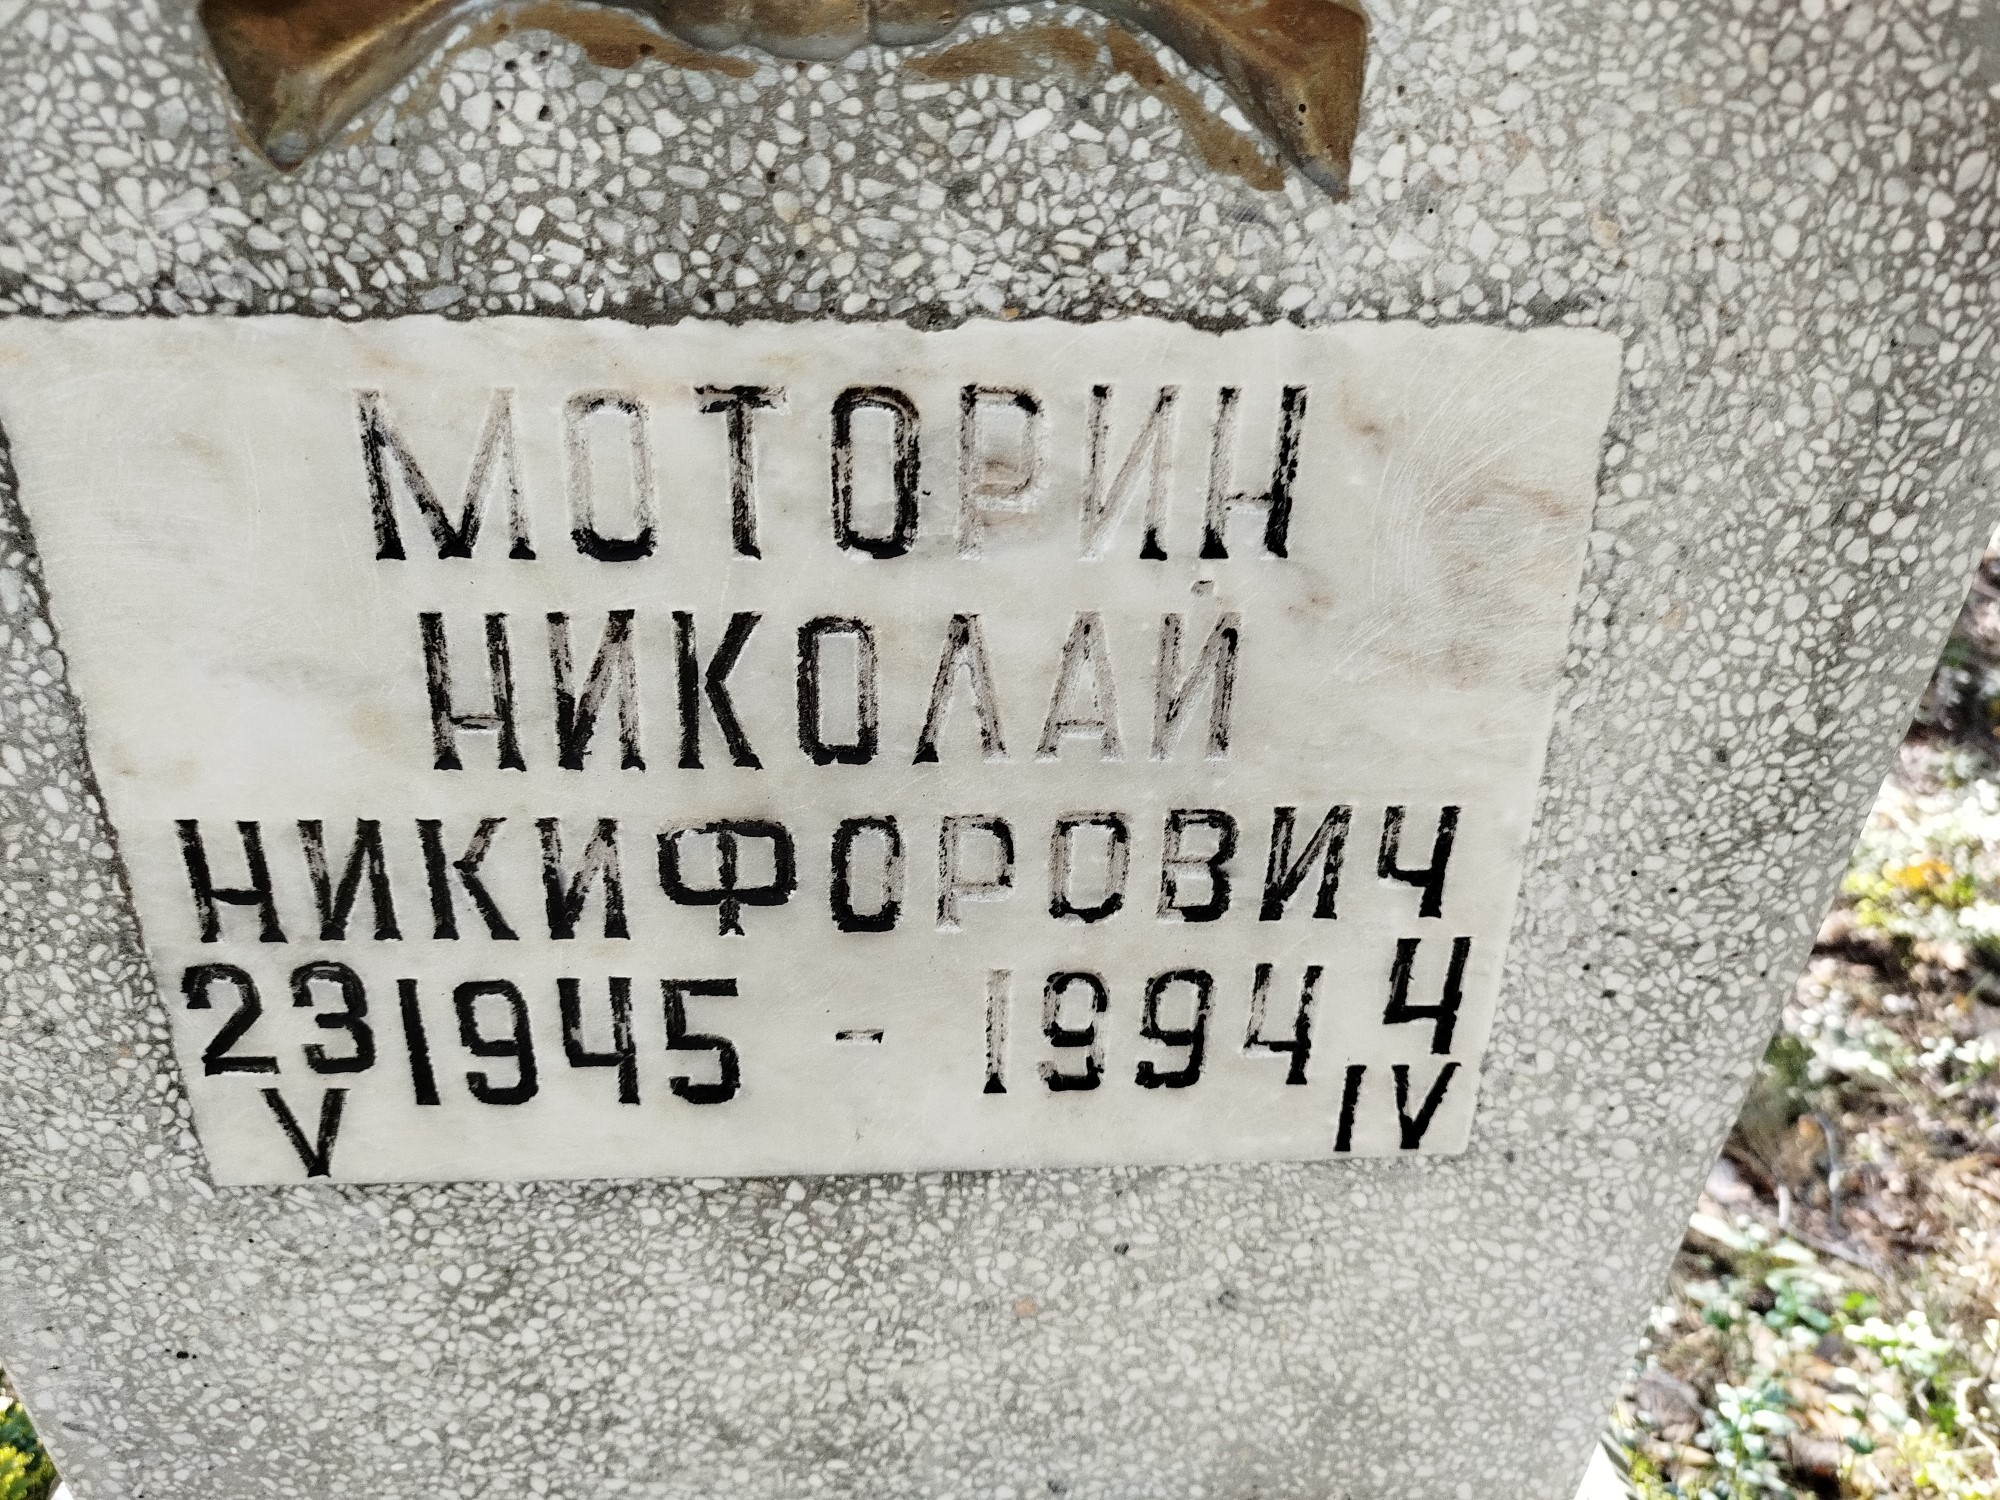 МОТОРИН
НИКОЛАЙ
НИКИФОРОВИЧ
23 1945 - 1994 4
V IV